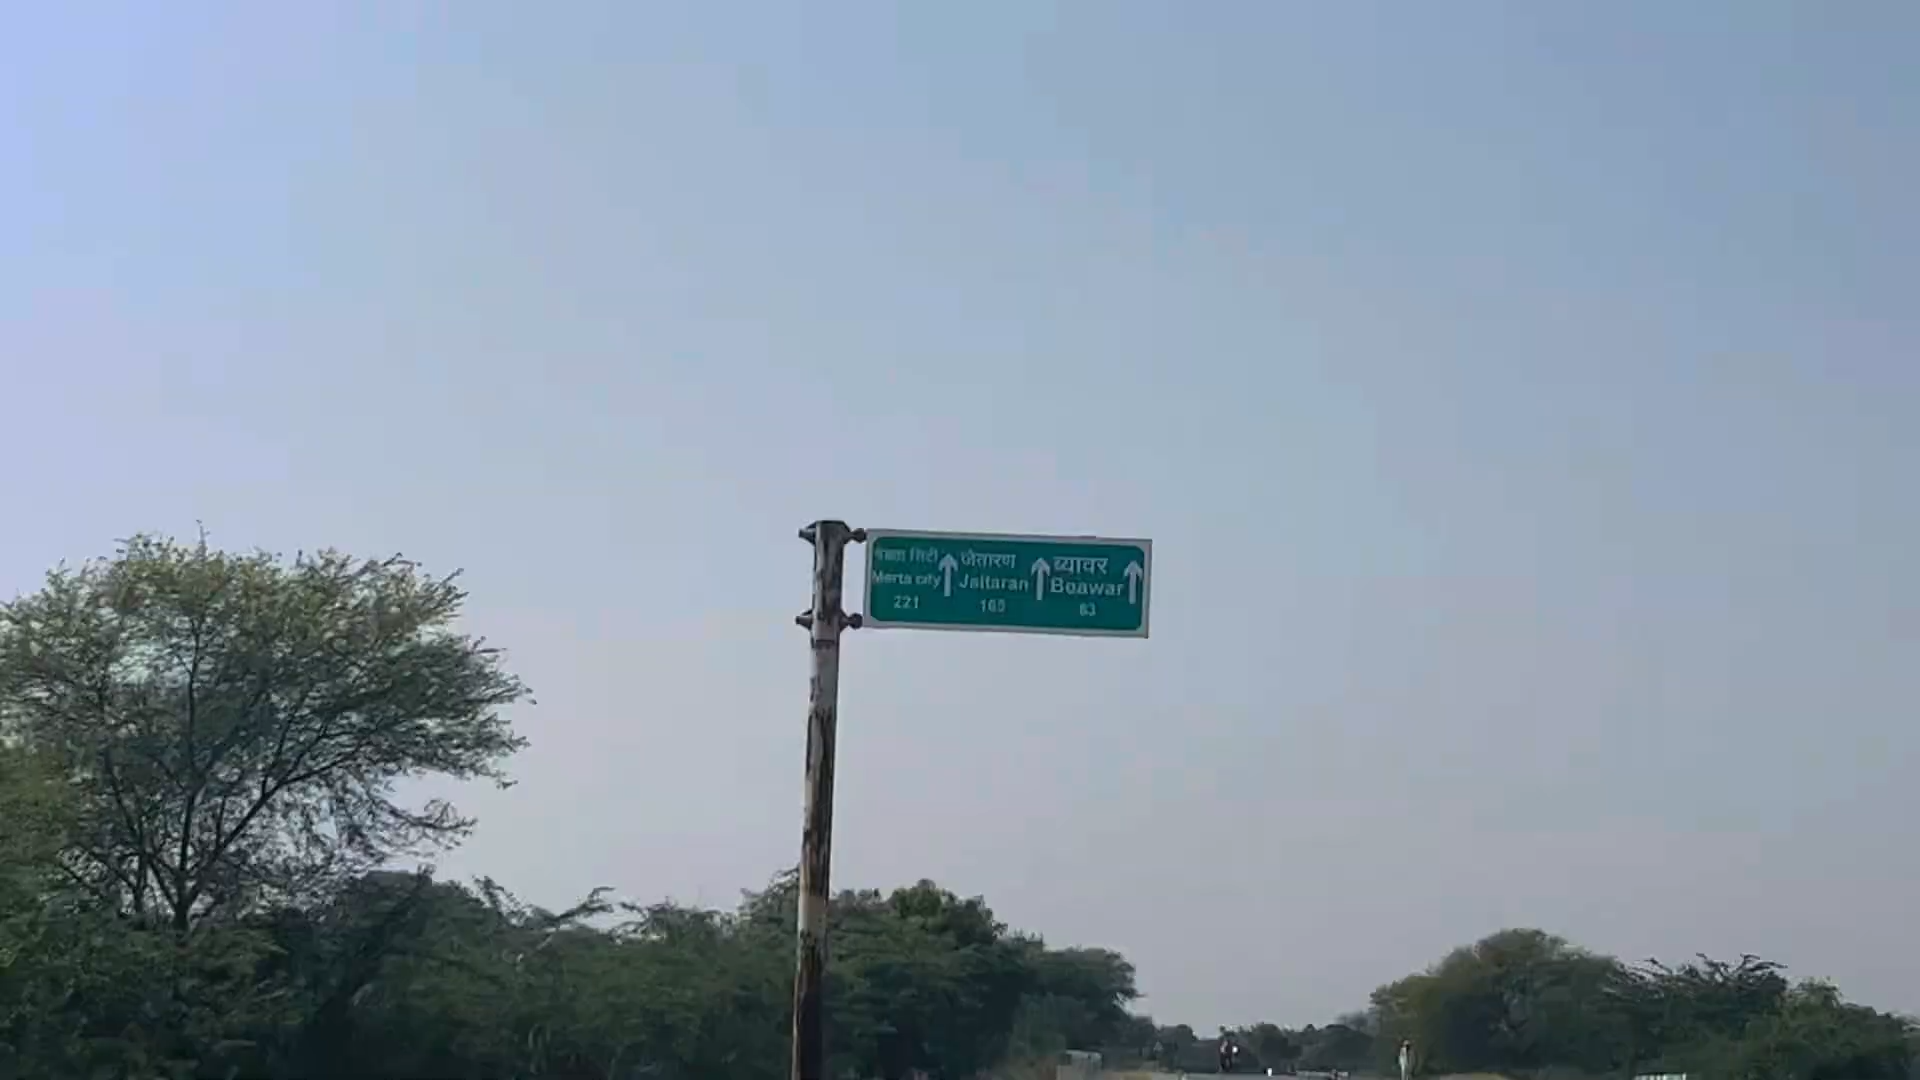 मेड़ता सिटी
Merta city
221
जैतारण
Jaitaran
ब्यावर
Beawar